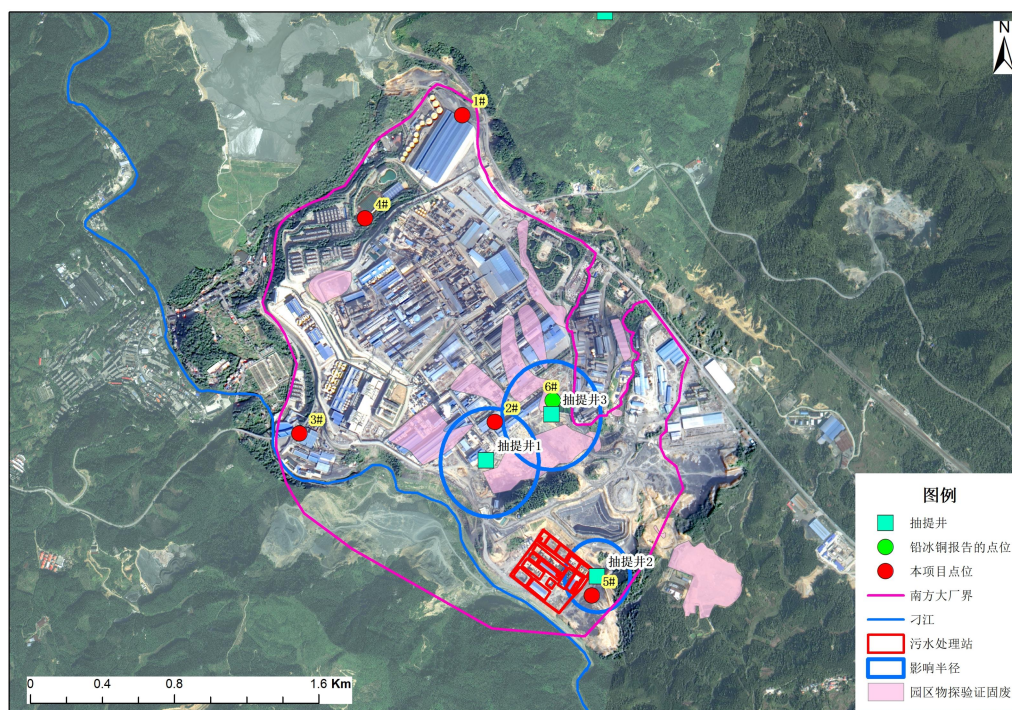 N
1#
4#
6#
抽提井3
2#
3#
抽提井1
抽提井2
5#
图例
抽提井
铅冰铜报告的点位
本项目点位
南方大厂界
刁江
污水处理站
影响半径
园区物探验证固废
0 0.4 0.8 1.6 Km